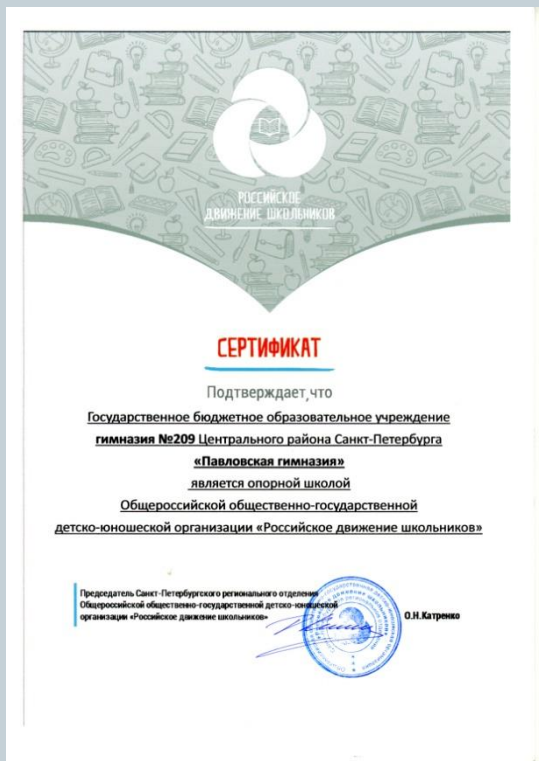 РОССИЙСКОЕ
ДВИЖЕНИЕ ШКОЛЬНИКОВ
СЕРТИФИКАТ
Подтверждает,что
Государственное бюджетное образовательное учреждение
гимназия №209 Центрального района Санкт-Петербурга
«Павловская гимназия»
является опорной школой
Общероссийской общественно-государственной
детско-юношеской организации «Российское движение школьников»
Председатель Санкт-Петербургского регионального отделения
Общероссийской общественно-государственной детско-юношеской
организации «Российское движение школьников»
О.Н.Катренко